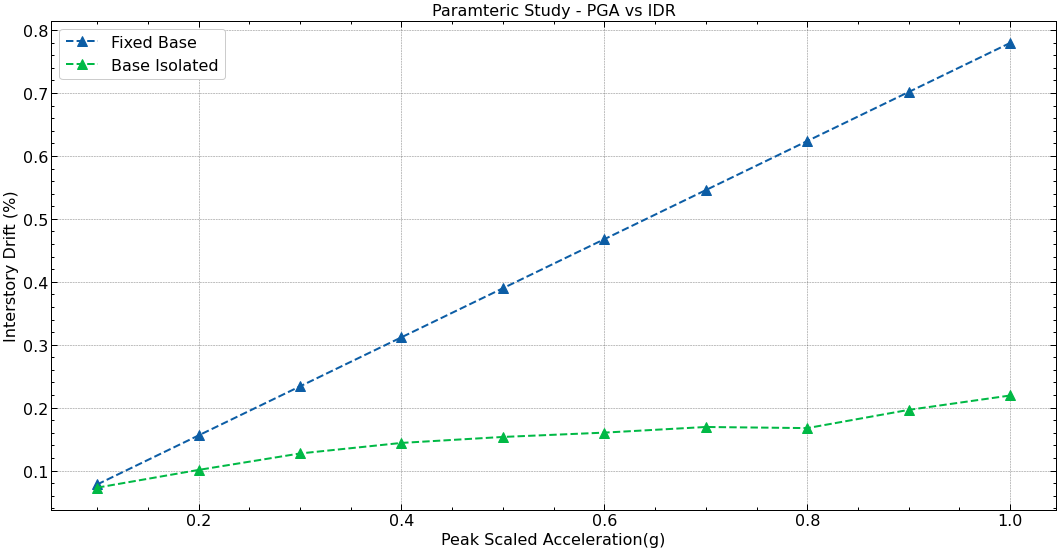 Paramteric Study - PGA vs IDR
Fixed Base
Base Isolated
Interstory Drift (%)
0.8
0.7
0.6
0.5
0.4
0.3
0.2
0.1
0.2
0.4
0.6
0.8
1.0
Peak Scaled Acceleration(g)